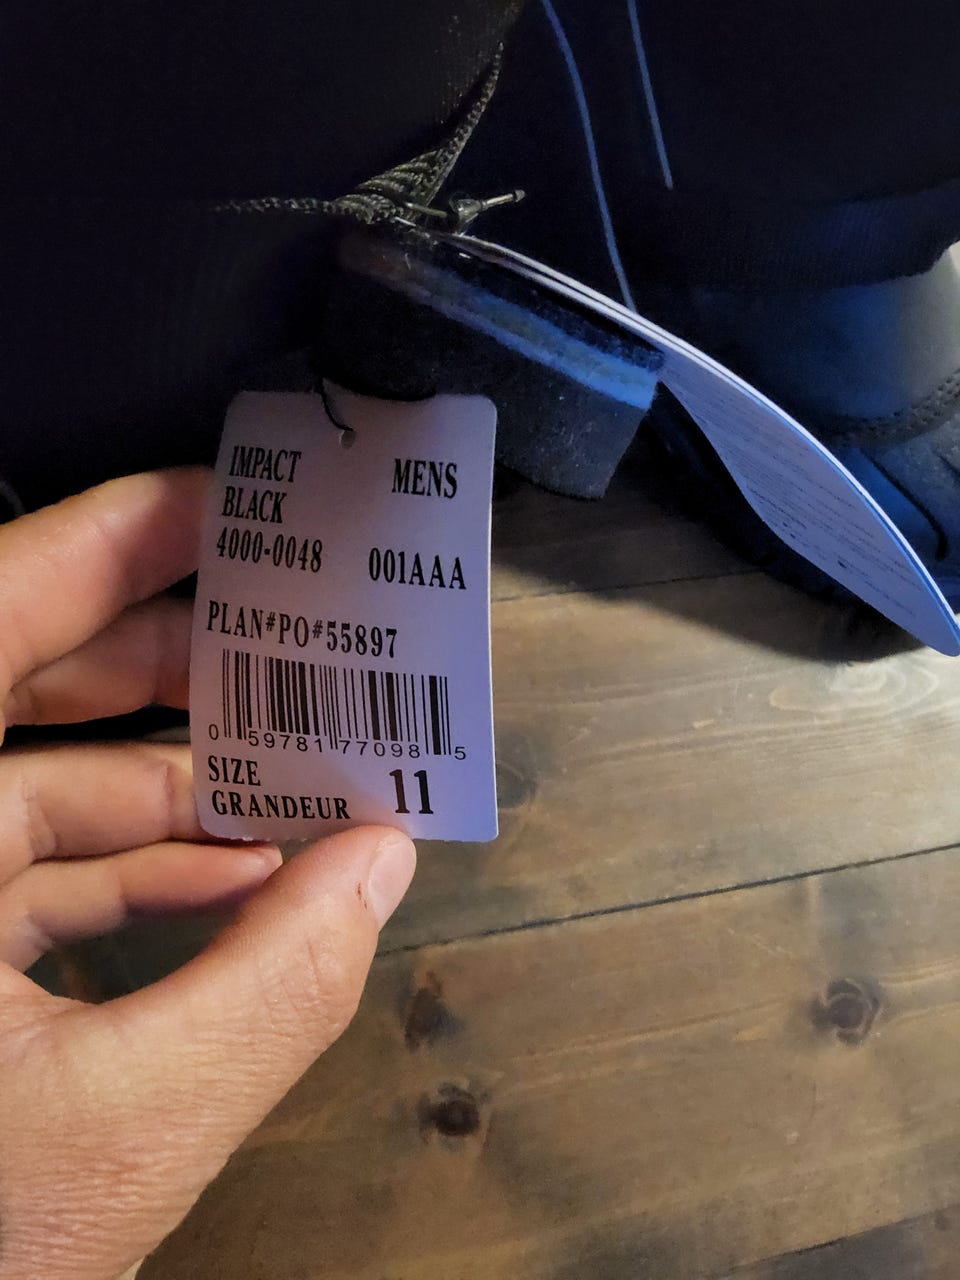 IMPACT MENS
BLACK
4000-0048 001AAA
PLAN#PO#55897
0 59781 77098 5
SIZE
GRANDEUR 11